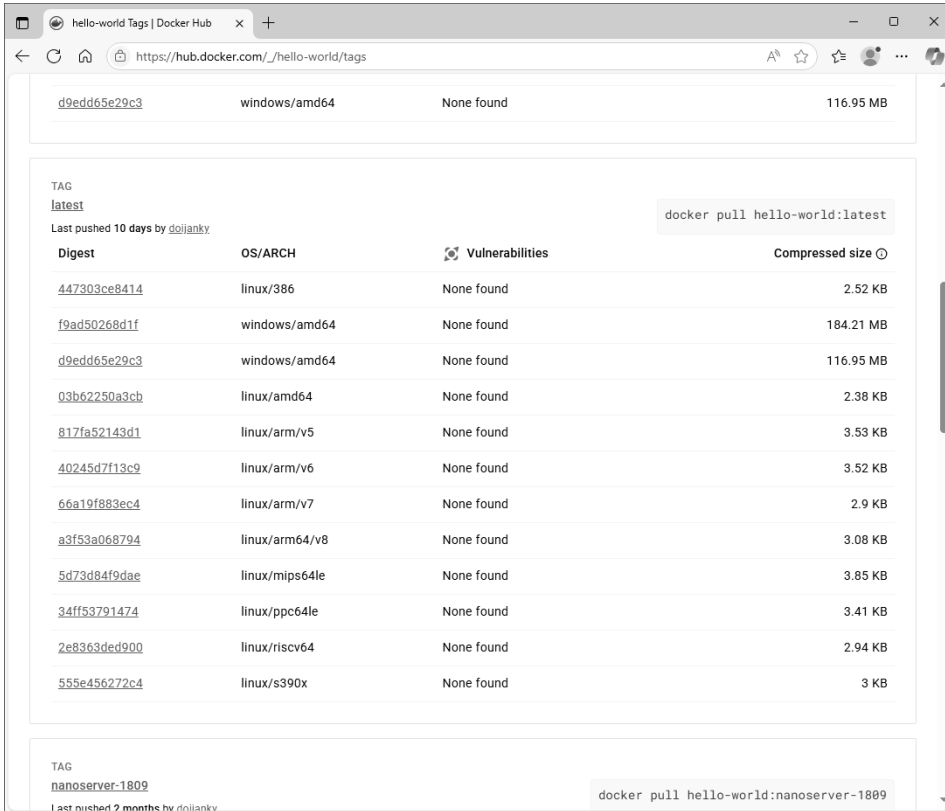 hello-world Tags | Docker Hub
https://hub.docker.com/_/hello-world/tags
d9edd65e29c3 windows/amd64 None found 116.95 MB
TAG
latest
docker pull hello-world:latest
Last pushed 10 days by doijanky
Digest OS/ARCH Vulnerabilities Compressed size
447303ce8414 linux/386 None found 2.52 KB
f9ad50268d1f windows/amd64 None found 184.21 MB
d9edd65e29c3 windows/amd64 None found 116.95 MB
03b62250a3cb linux/amd64 None found 2.38 KB
817fa52143d1 linux/arm/v5 None found 3.53 KB
40245d7f13c9 linux/arm/v6 None found 3.52 KB
66a19f883ec4 linux/arm/v7 None found 2.9 KB
a3f53a068794 linux/arm64/v8 None found 3.08 KB
5d73d84f9dae linux/mips64le None found 3.85 KB
34ff53791474 linux/ppc64le None found 3.41 KB
2e8363ded900 linux/riscv64 None found 2.94 KB
555e456272c4 linux/s390x None found 3 KB
TAG
nanoserver-1809
docker pull hello-world:nanoserver-1809
Last pushed 2 months by doijanky